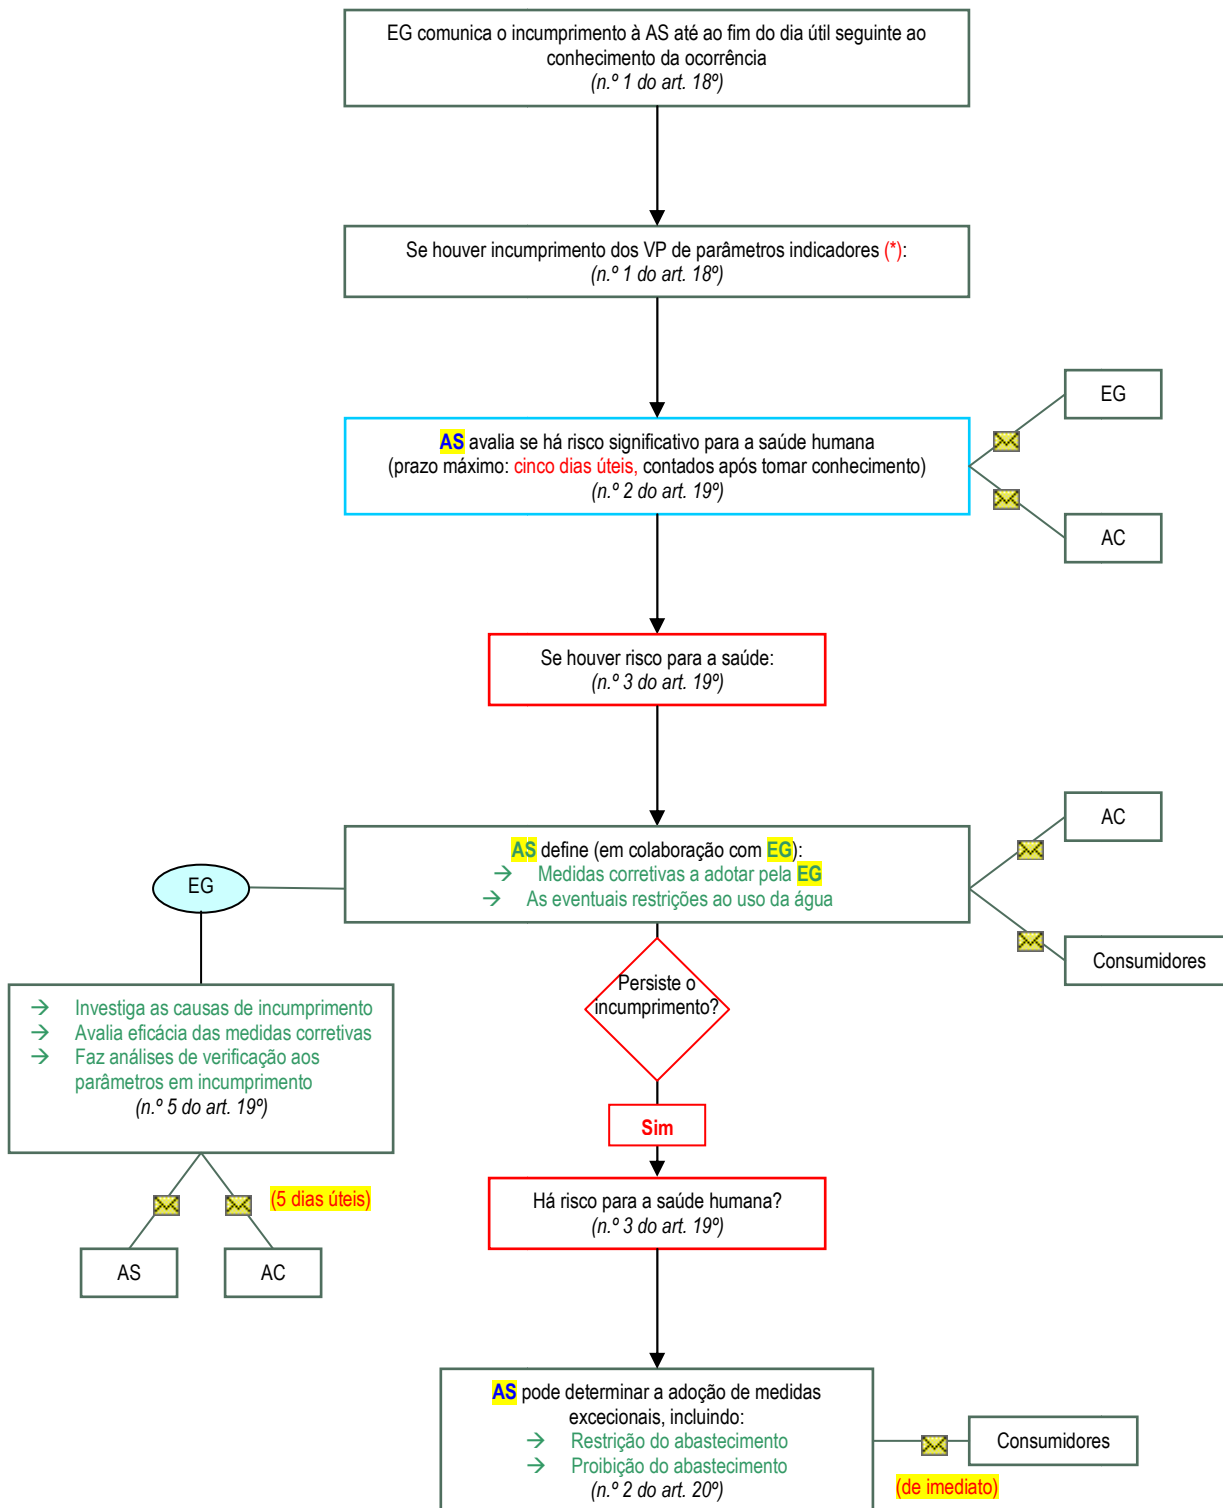 EG comunica o incumprimento à AS até ao fim do dia útil seguinte ao
conhecimento da ocorrência
(n.º 1 do art. 18º)
Se houver incumprimento dos VP de parâmetros indicadores (*):
(n.º 1 do art. 18º)
AS avalia se há risco significativo para a saúde humana
(prazo máximo: cinco dias úteis, contados após tomar conhecimento)
(n.º 2 do art. 19º)
EG
AC
Se houver risco para a saúde:
(n.º 3 do art. 19º)
AS define (em colaboração com EG):
→ Medidas corretivas a adotar pela EG
→ As eventuais restrições ao uso da água
AC
Consumidores
EG
→ Investiga as causas de incumprimento
→ Avalia eficácia das medidas corretivas
→ Faz análises de verificação aos
parâmetros em incumprimento
(n.º 5 do art. 19º)
(5 dias úteis)
AS
AC
Persiste o
incumprimento?
Sim
Há risco para a saúde humana?
(n.º 3 do art. 19º)
AS pode determinar a adoção de medidas
excecionais, incluindo:
→ Restrição do abastecimento
→ Proibição do abastecimento
(n.º 2 do art. 20º)
Consumidores
(de imediato)